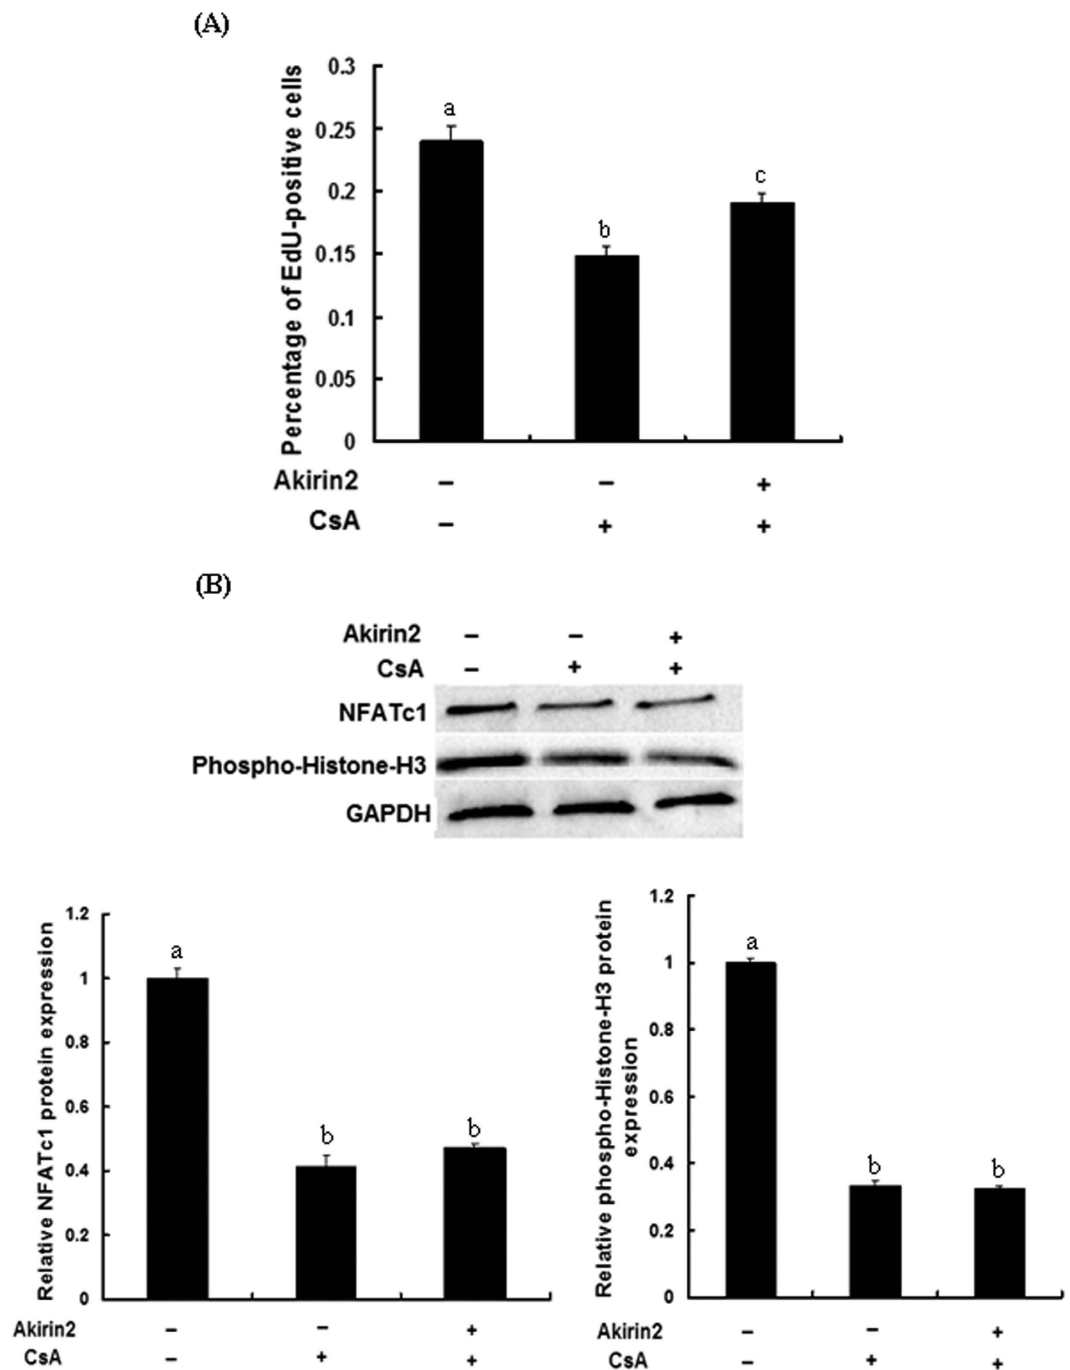 (A)
Percentage of EdU-positive cells
0.3
0.25
0.2
0.15
0.1
0.05
0
a
b
c
Akirin2 − − +
CsA − + +
(B)
Akirin2 − − +
CsA − + +
NFATc1
Phospho-Histone-H3
GAPDH
Relative NFATc1 protein expression
1.2
1
0.8
0.6
0.4
0.2
0
a
b
b
Akirin2 − − +
CsA − + +
Relative phospho-Histone-H3 protein
expression
1.2
1
0.8
0.6
0.4
0.2
0
a
b
b
Akirin2 − − +
CsA − + +